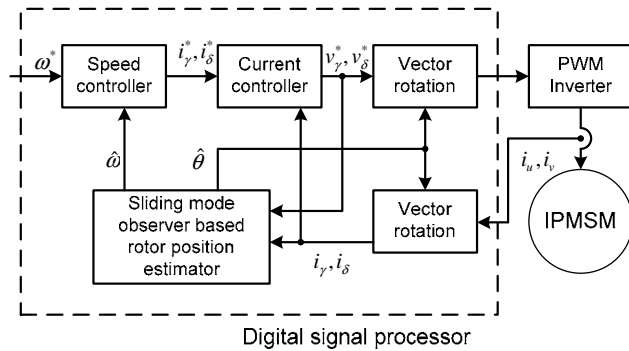 ω*
Speed
controller
i*γ, i*δ
Current
controller
v*γ, v*δ
Vector
rotation
PWM
Inverter
ω̂
θ̂
iu, iv
Sliding mode
observer based
rotor position
estimator
Vector
rotation
IPMSM
iγ, iδ
Digital signal processor